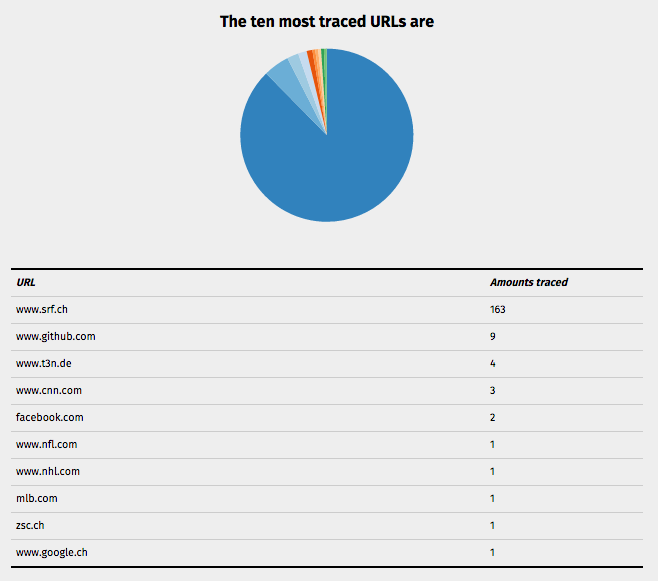 The ten most traced URLs are
URL Amounts traced
www.srf.ch 163
www.github.com 9
www.t3n.de 4
www.cnn.com 3
facebook.com 2
www.nfl.com 1
www.nhl.com 1
mlb.com 1
zsc.ch 1
www.google.ch 1